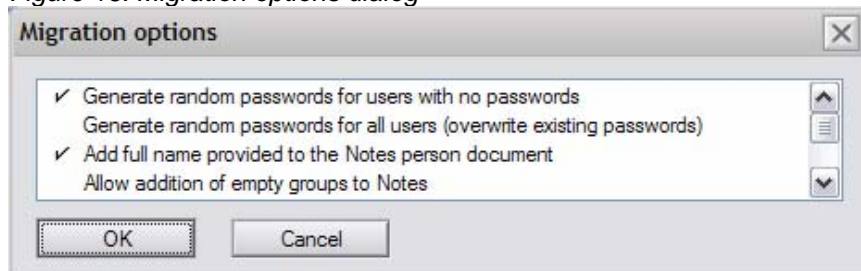 Figure 16. Migration options dialog
Migration options
✓ Generate random passwords for users with no passwords
Generate random passwords for all users (overwrite existing passwords)
✓ Add full name provided to the Notes person document
Allow addition of empty groups to Notes
OK Cancel